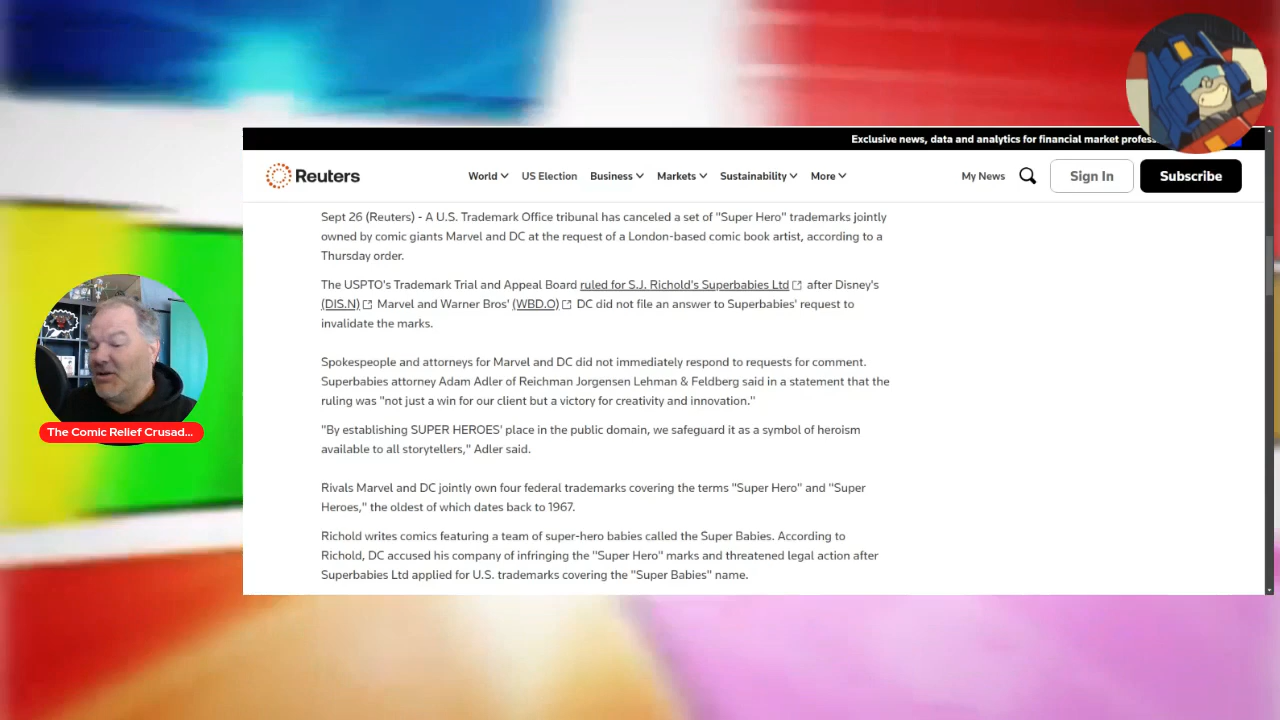 Exclusive news, data and analytics for financial market
Reuters
World US Election Business Markets Sustainability More
My News Sign In Subscribe
Sept 26 (Reuters) - A U.S. Trademark Office tribunal has canceled a set of "Super Hero" trademarks jointly
owned by comic giants Marvel and DC at the request of a London-based comic book artist, according to a
Thursday order.
The USPTO's Trademark Trial and Appeal Board ruled for S.J. Richold's Superbabies Ltd after Disney's
(DIS.N) Marvel and Warner Bros' (WBD.O) DC did not file an answer to Superbabies' request to
invalidate the marks.
Spokespeople and attorneys for Marvel and DC did not immediately respond to requests for comment.
Superbabies attorney Adam Adler of Reichman Jorgensen Lehman & Feldberg said in a statement that the
ruling was "not just a win for our client but a victory for creativity and innovation."
"By establishing SUPER HEROES' place in the public domain, we safeguard it as a symbol of heroism
available to all storytellers," Adler said.
Rivals Marvel and DC jointly own four federal trademarks covering the terms "Super Hero" and "Super
Heroes," the oldest of which dates back to 1967.
Richold writes comics featuring a team of super-hero babies called the Super Babies. According to
Richold, DC accused his company of infringing the "Super Hero" marks and threatened legal action after
Superbabies Ltd applied for U.S. trademarks covering the "Super Babies" name.
The Comic Relief Crusad...